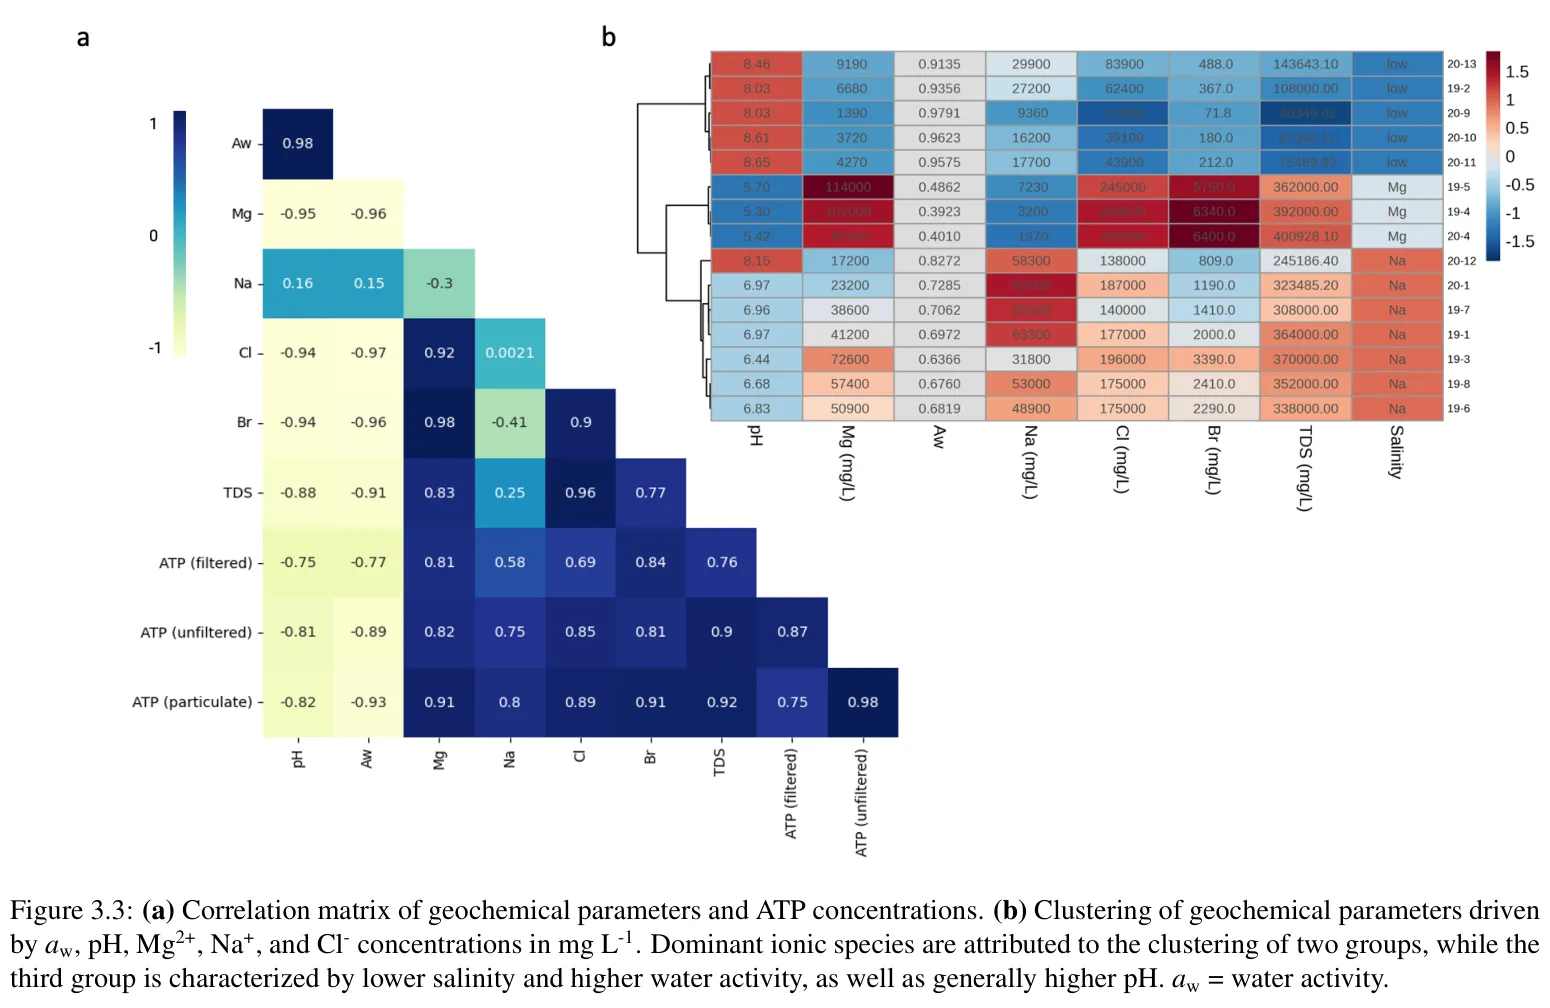 a
1
0
-1
Aw 0.98
Mg -0.95 -0.96
Na 0.16 0.15 -0.3
Cl -0.94 -0.97 0.92 0.0021
Br -0.94 -0.96 0.98 -0.41 0.9
TDS -0.88 -0.91 0.83 0.25 0.96 0.77
ATP (filtered) -0.75 -0.77 0.81 0.58 0.69 0.84 0.76
ATP (unfiltered) -0.81 -0.89 0.82 0.75 0.85 0.81 0.9 0.87
ATP (particulate) -0.82 -0.93 0.91 0.8 0.89 0.91 0.92 0.75 0.98
pH Aw Mg Na Cl Br TDS ATP (filtered) ATP (unfiltered)
b
8.46 9190 0.9135 29900 83900 488.0 143643.10 low 20-13
8.03 6680 0.9356 27200 62400 367.0 108000.00 low 19-2
8.03 1390 0.9791 9360 71.8 low 20-9
8.61 3720 0.9623 16200 39100 180.0 low 20-10
8.65 4270 0.9575 17700 43900 212.0 low 20-11
5.70 114000 0.4862 7230 245000 5750.0 362000.00 Mg 19-5
5.30 0.3923 3200 6340.0 392000.00 Mg 19-4
5.42 0.4010 1970 6400.0 400928.10 Mg 20-4
8.15 17200 0.8272 58300 138000 809.0 245186.40 Na 20-12
6.97 23200 0.7285 187000 1190.0 323485.20 Na 20-1
6.96 38600 0.7062 140000 1410.0 308000.00 Na 19-7
6.97 41200 0.6972 63300 177000 2000.0 364000.00 Na 19-1
6.44 72600 0.6366 31800 196000 3390.0 370000.00 Na 19-3
6.68 57400 0.6760 53000 175000 2410.0 352000.00 Na 19-8
6.83 50900 0.6819 48900 175000 2290.0 338000.00 Na 19-6
pH Mg (mg/L) Aw Na (mg/L) Cl (mg/L) Br (mg/L) TDS (mg/L) Salinity
1.5
1
0.5
0
-0.5
-1
-1.5
Figure 3.3: (a) Correlation matrix of geochemical parameters and ATP concentrations. (b) Clustering of geochemical parameters driven
by a_w, pH, Mg²⁺, Na⁺, and Cl⁻ concentrations in mg L⁻¹. Dominant ionic species are attributed to the clustering of two groups, while the
third group is characterized by lower salinity and higher water activity, as well as generally higher pH. a_w = water activity.